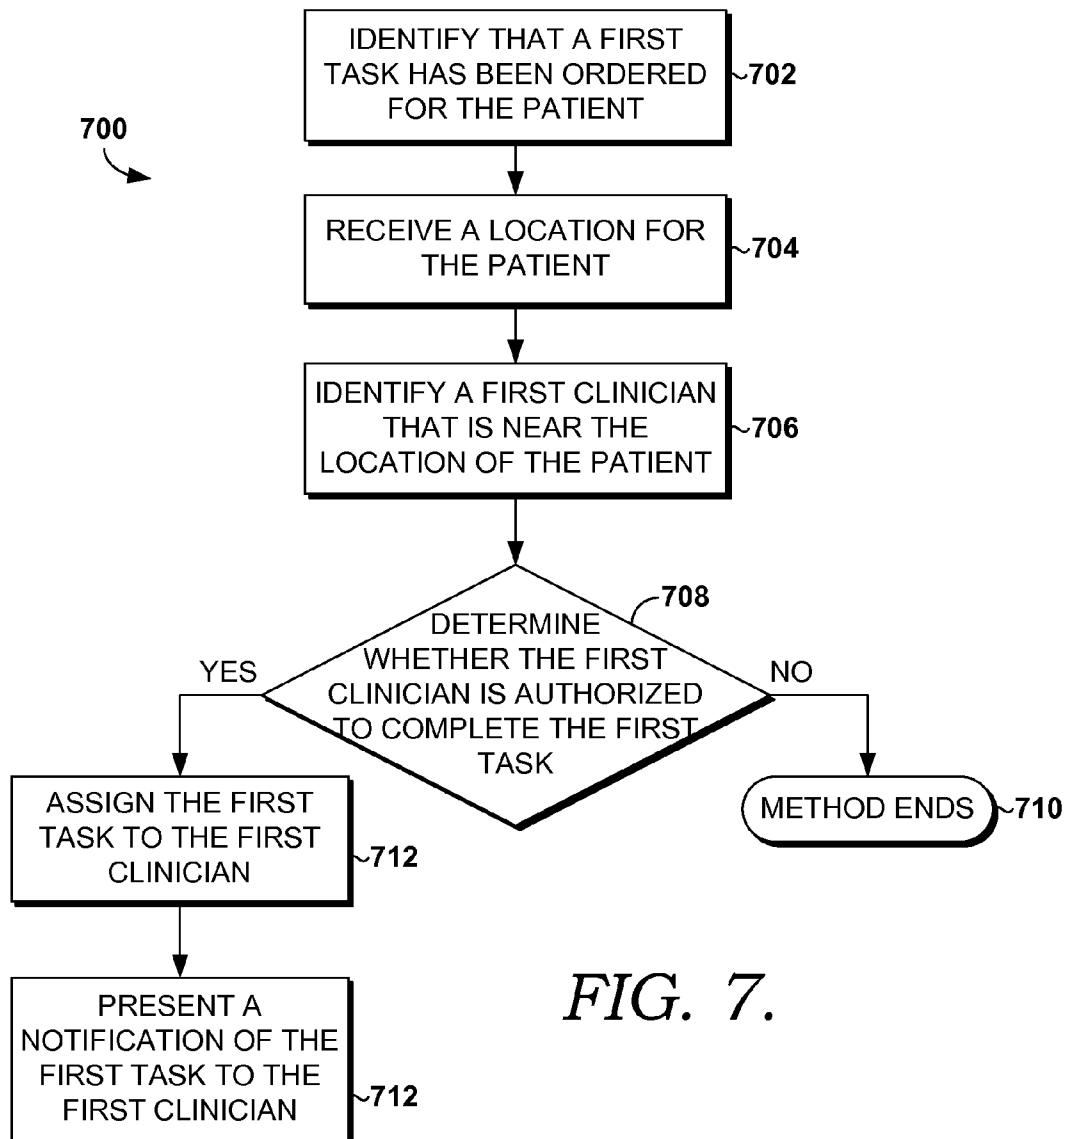 IDENTIFY THAT A FIRST
TASK HAS BEEN ORDERED
FOR THE PATIENT
702
700
RECEIVE A LOCATION FOR
THE PATIENT
704
IDENTIFY A FIRST CLINICIAN
THAT IS NEAR THE
LOCATION OF THE PATIENT
706
708
DETERMINE
WHETHER THE FIRST
CLINICIAN IS AUTHORIZED
TO COMPLETE THE FIRST
TASK
YES
NO
ASSIGN THE FIRST
TASK TO THE FIRST
CLINICIAN
712
METHOD ENDS
710
PRESENT A
NOTIFICATION OF THE
FIRST TASK TO THE
FIRST CLINICIAN
712
FIG. 7.